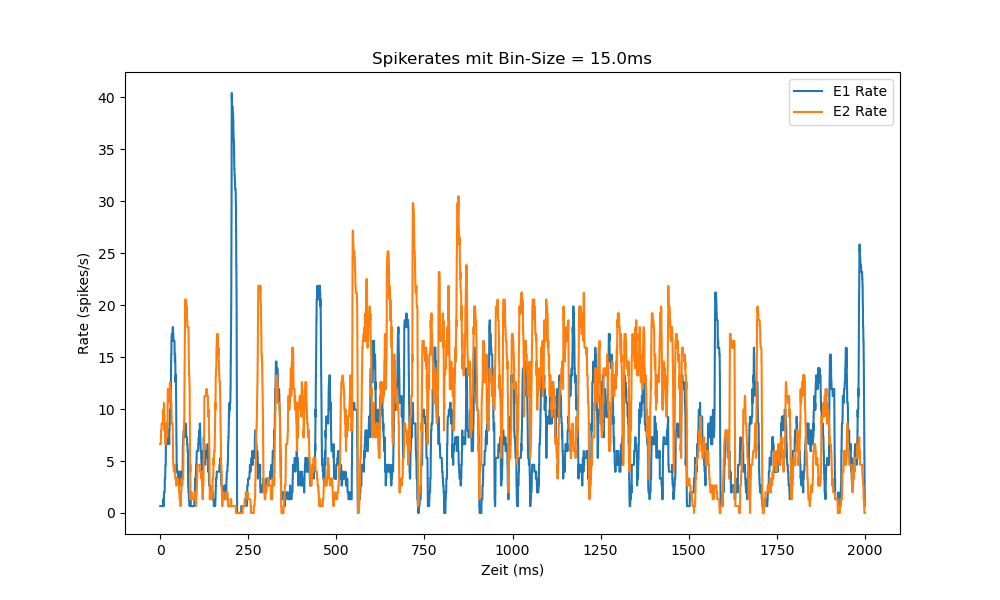 Spikerates mit Bin-Size = 15.0ms
E1 Rate
E2 Rate
Rate (spikes/s)
40
35
30
25
20
15
10
5
0
0 250 500 750 1000 1250 1500 1750 2000
Zeit (ms)